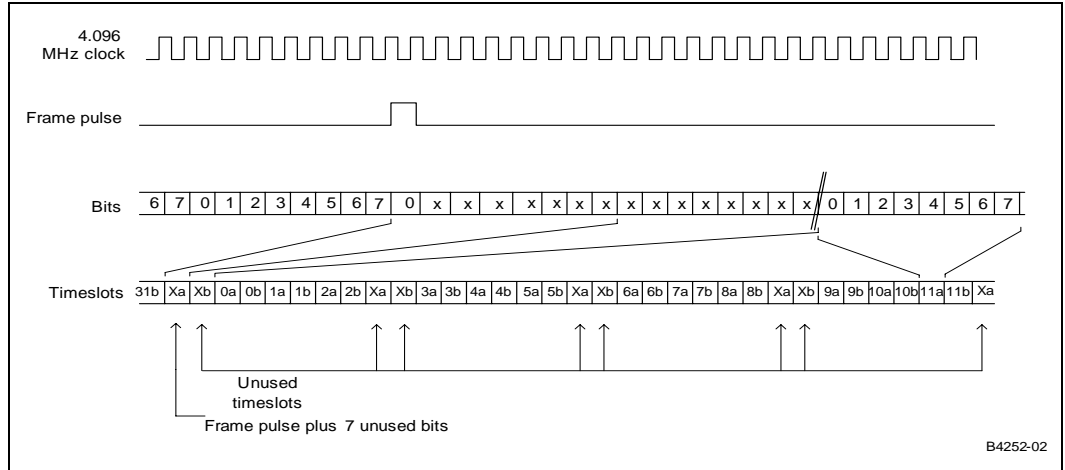 4.096
MHz clock
Frame pulse
Bits 6 7 0 1 2 3 4 5 6 7 0 x x x x x x x x x x x x x x x 0 1 2 3 4 5 6 7
Timeslots 31b Xa Xb 0a 0b 1a 1b 2a 2b Xa Xb 3a 3b 4a 4b 5a 5b Xa Xb 6a 6b 7a 7b 8a 8b Xa Xb 9a 9b 10a 10b 11a 11b Xa
Unused
timeslots
Frame pulse plus 7 unused bits
B4252-02